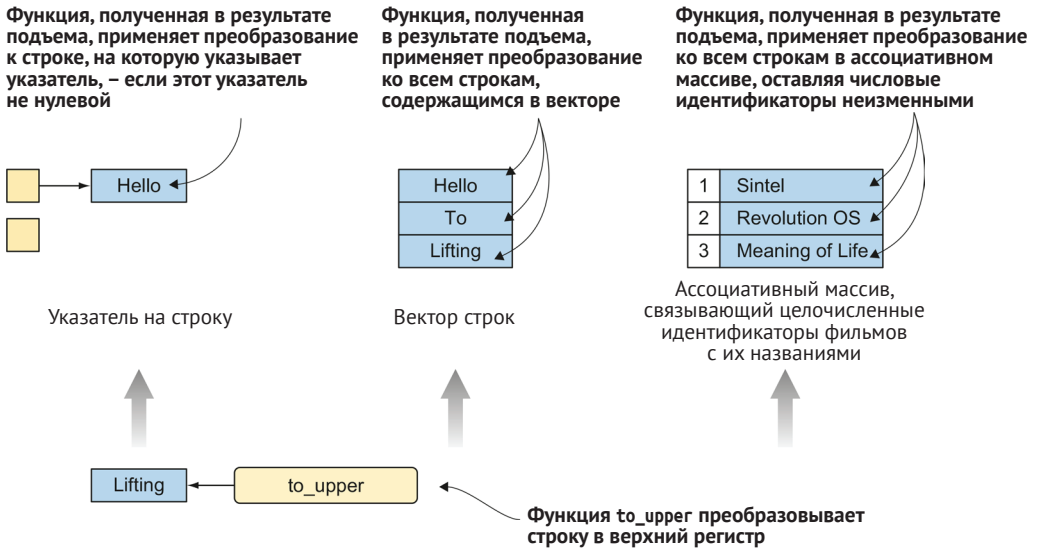 Функция, полученная в результате
подъема, применяет преобразование
к строке, на которую указывает
указатель, – если этот указатель
не нулевой
Функция, полученная
в результате подъема,
применяет преобразование
ко всем строкам,
содержащимся в векторе
Функция, полученная в результате
подъема, применяет преобразование
ко всем строкам в ассоциативном
массиве, оставляя числовые
идентификаторы неизменными
Hello
Hello
To
Lifting
1 Sintel
2 Revolution OS
3 Meaning of Life
Указатель на строку
Вектор строк
Ассоциативный массив,
связывающий целочисленные
идентификаторы фильмов
с их названиями
Lifting
to_upper
Функция to_upper преобразовывает
строку в верхний регистр